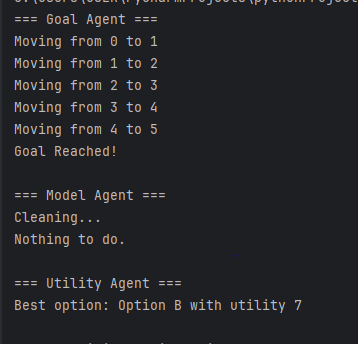 === Goal Agent ===
Moving from 0 to 1
Moving from 1 to 2
Moving from 2 to 3
Moving from 3 to 4
Moving from 4 to 5
Goal Reached!
=== Model Agent ===
Cleaning...
Nothing to do.
=== Utility Agent ===
Best option: Option B with utility 7